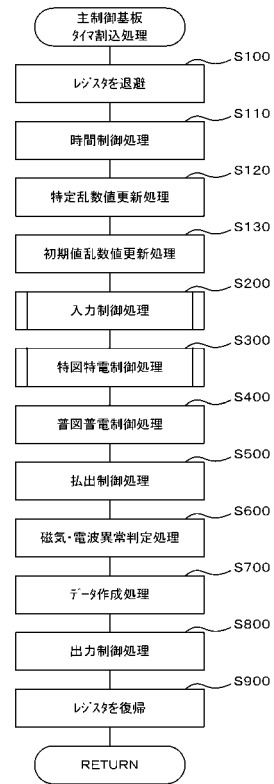 主制御基板
タイマ割込処理
S100
レジスタを退避
S110
時間制御処理
S120
特定乱数値更新処理
S130
初期値乱数値更新処理
S200
入力制御処理
S300
特図特電制御処理
S400
普図普電制御処理
S500
払出制御処理
S600
磁気・電波異常判定処理
S700
データ作成処理
S800
出力制御処理
S900
レジスタを復帰
RETURN